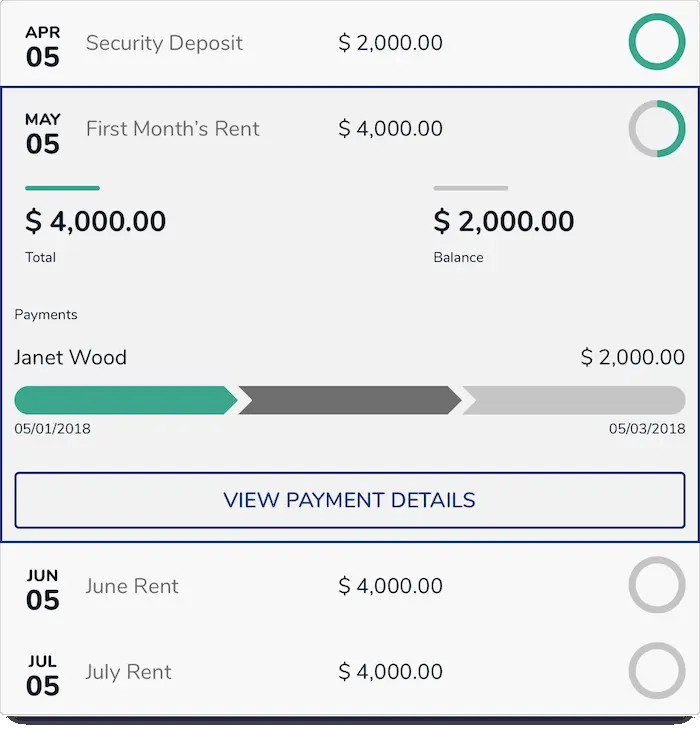 APR
05 Security Deposit $ 2,000.00
MAY
05 First Month’s Rent $ 4,000.00
$ 4,000.00 $ 2,000.00
Total Balance
Payments
Janet Wood $ 2,000.00
05/01/2018 05/03/2018
VIEW PAYMENT DETAILS
JUN
05 June Rent $ 4,000.00
JUL
05 July Rent $ 4,000.00